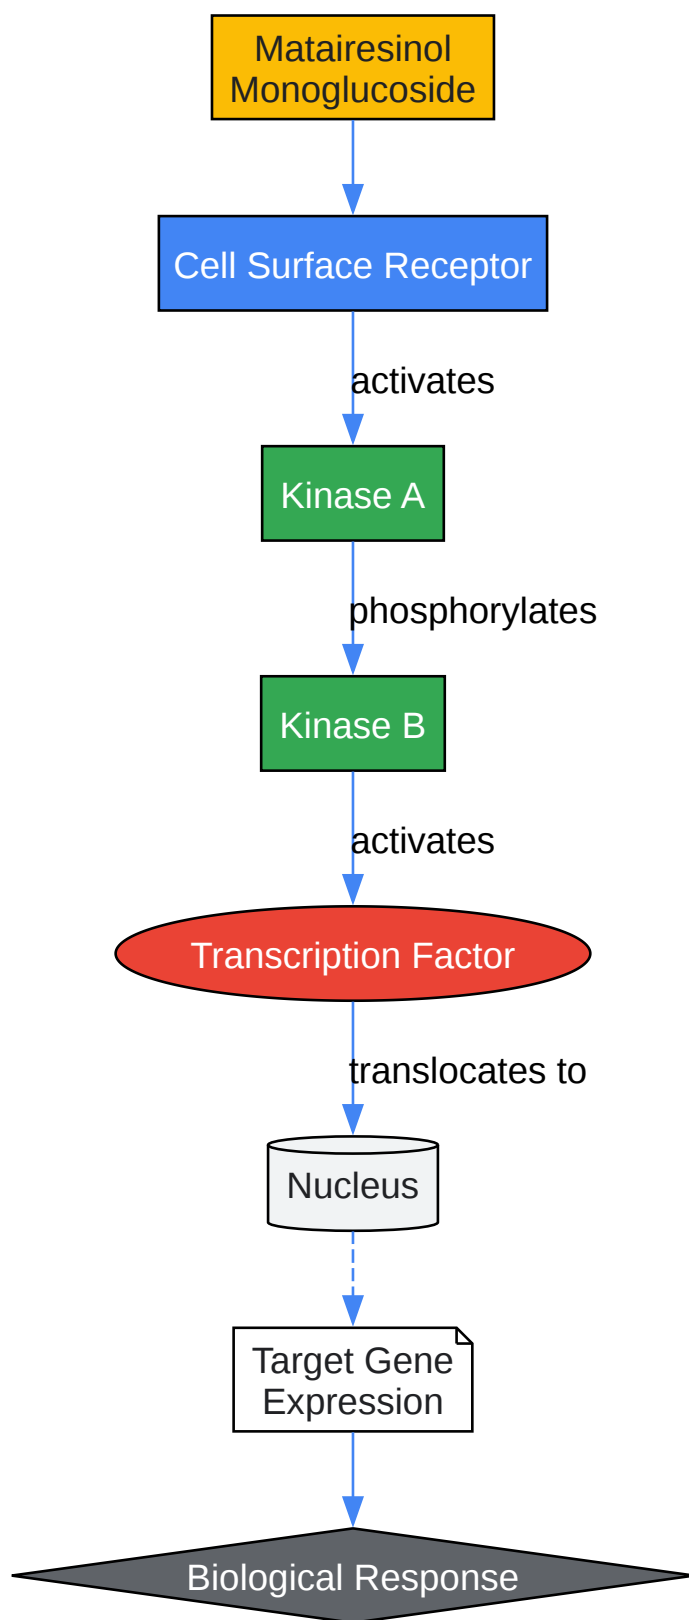 Matairesinol
Monoglucoside
Cell Surface Receptor
activates
Kinase A
phosphorylates
Kinase B
activates
Transcription Factor
translocates to
Nucleus
Target Gene
Expression
Biological Response